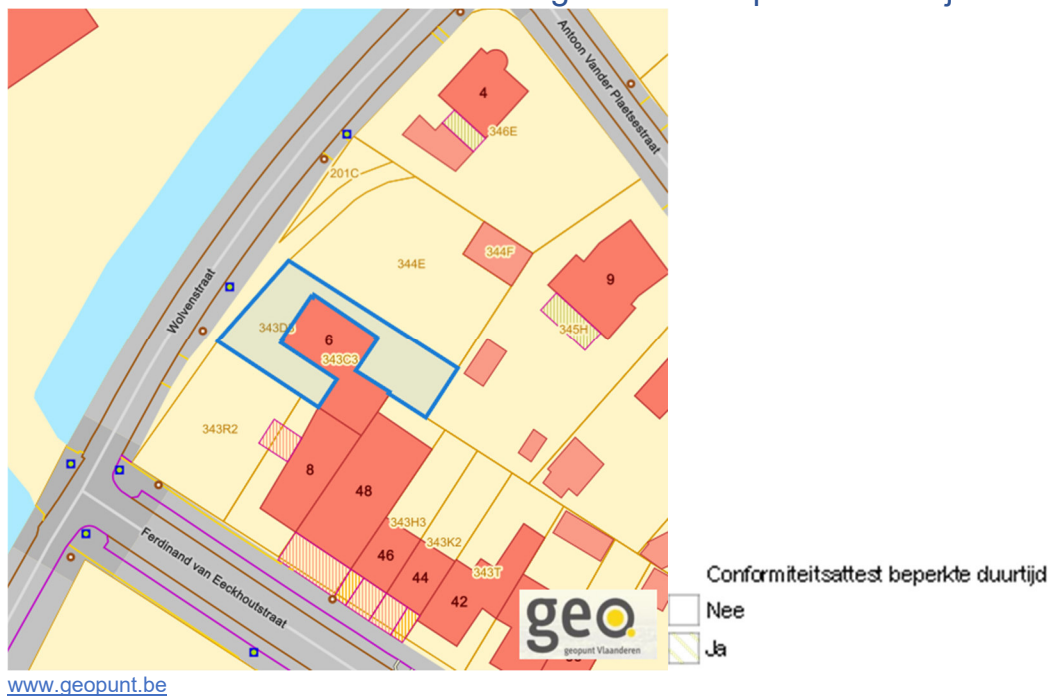 Antoon Vander Plaetsestraat
4
346E
201C
344F
344E
9
345H
Wolvenstraat
343D3
6
343C3
343R2
8
48
343H3
46
343K2
44
343T
42
Ferdinand van Eeckhoutstraat
geo.
geopunt Vlaanderen
Conformiteitsattest beperkte duurtijd
Nee
Ja
www.geopunt.be